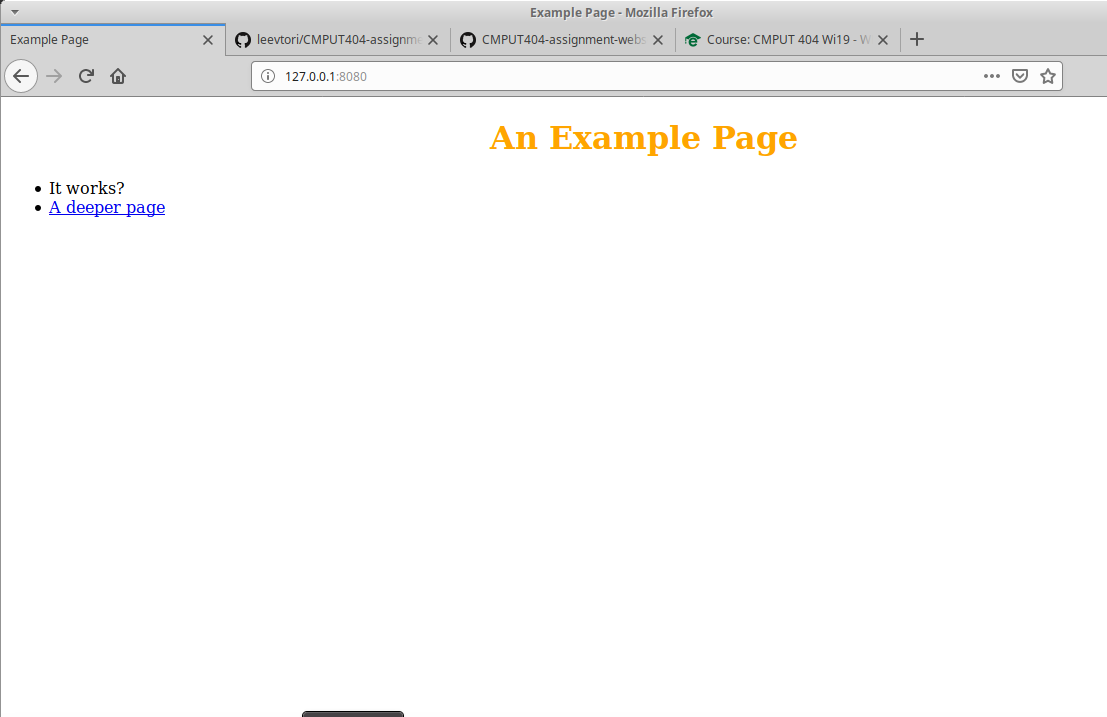 Example Page - Mozilla Firefox
Example Page
leevtori/CMPUT404-assignme
CMPUT404-assignment-webs
Course: CMPUT 404 Wi19 - W
127.0.0.1:8080
An Example Page
It works?
A deeper page